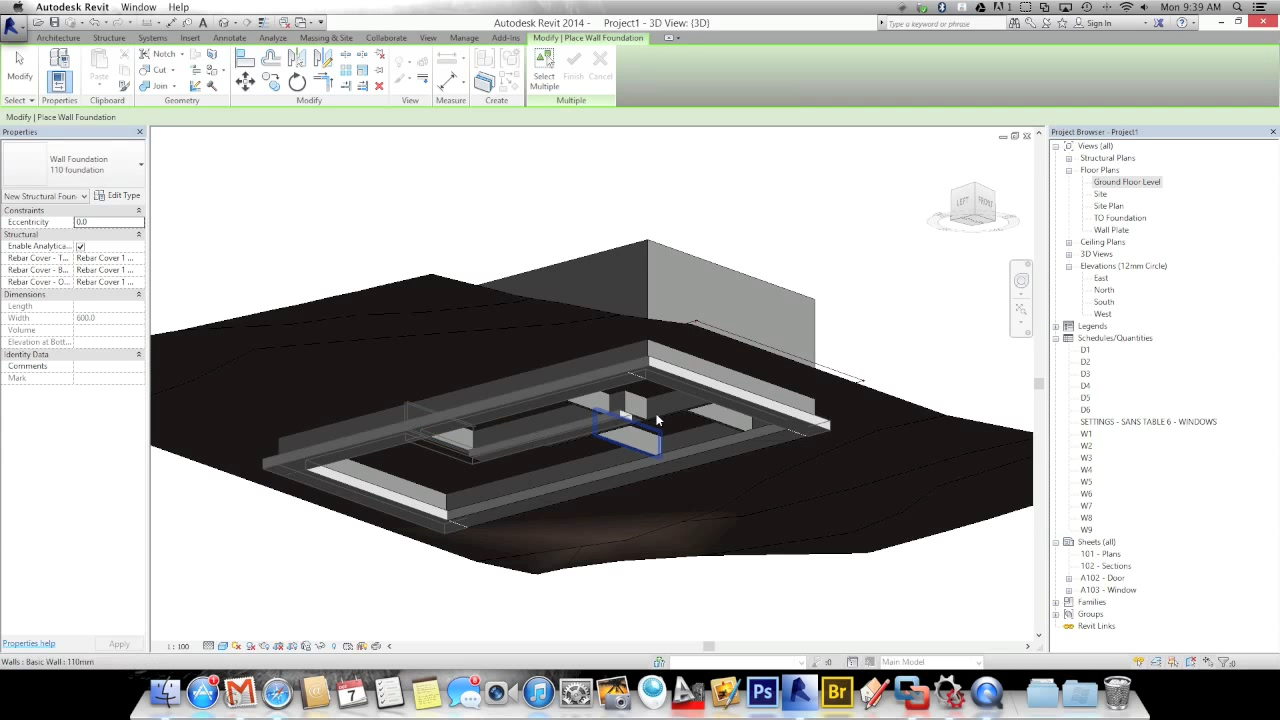 Autodesk Revit Window Help
Mon 9:39 AM
Autodesk Revit 2014 - Project1 - 3D View: {3D}
Type a keyword or phrase
Sign In
Architecture Structure Systems Insert Annotate Analyze Massing & Site Collaborate View Manage Add-Ins Modify | Place Wall Foundation
Modify
Paste
Notch
Cut
Join
Select Multiple
Finish
Cancel
Select Properties Clipboard Geometry Modify View Measure Create Multiple
Modify | Place Wall Foundation
Properties
Wall Foundation
110 foundation
New Structural Foun
Edit Type
Constraints
Eccentricity 0.0
Structural
Enable Analytica...
Rebar Cover - T... Rebar Cover 1 ...
Rebar Cover - B... Rebar Cover 1 ...
Rebar Cover - O... Rebar Cover 1 ...
Dimensions
Length
Width 600.0
Volume
Elevation at Bott...
Identity Data
Comments
Mark
Properties help
Apply
LEFT
FRONT
1 : 100
Project Browser - Project1
Views (all)
Structural Plans
Floor Plans
Ground Floor Level
Site
Site Plan
TO Foundation
Wall Plate
Ceiling Plans
3D Views
Elevations (12mm Circle)
East
North
South
West
Legends
Schedules/Quantities
D1
D2
D3
D4
D5
D6
SETTINGS - SANS TABLE 6 - WINDOWS
W1
W2
W3
W4
W5
W6
W7
W8
W9
Sheets (all)
101 - Plans
102 - Sections
A102 - Door
A103 - Window
Families
Groups
Revit Links
Walls : Basic Wall : 110mm
:0
Main Model
:0
Ps
Br